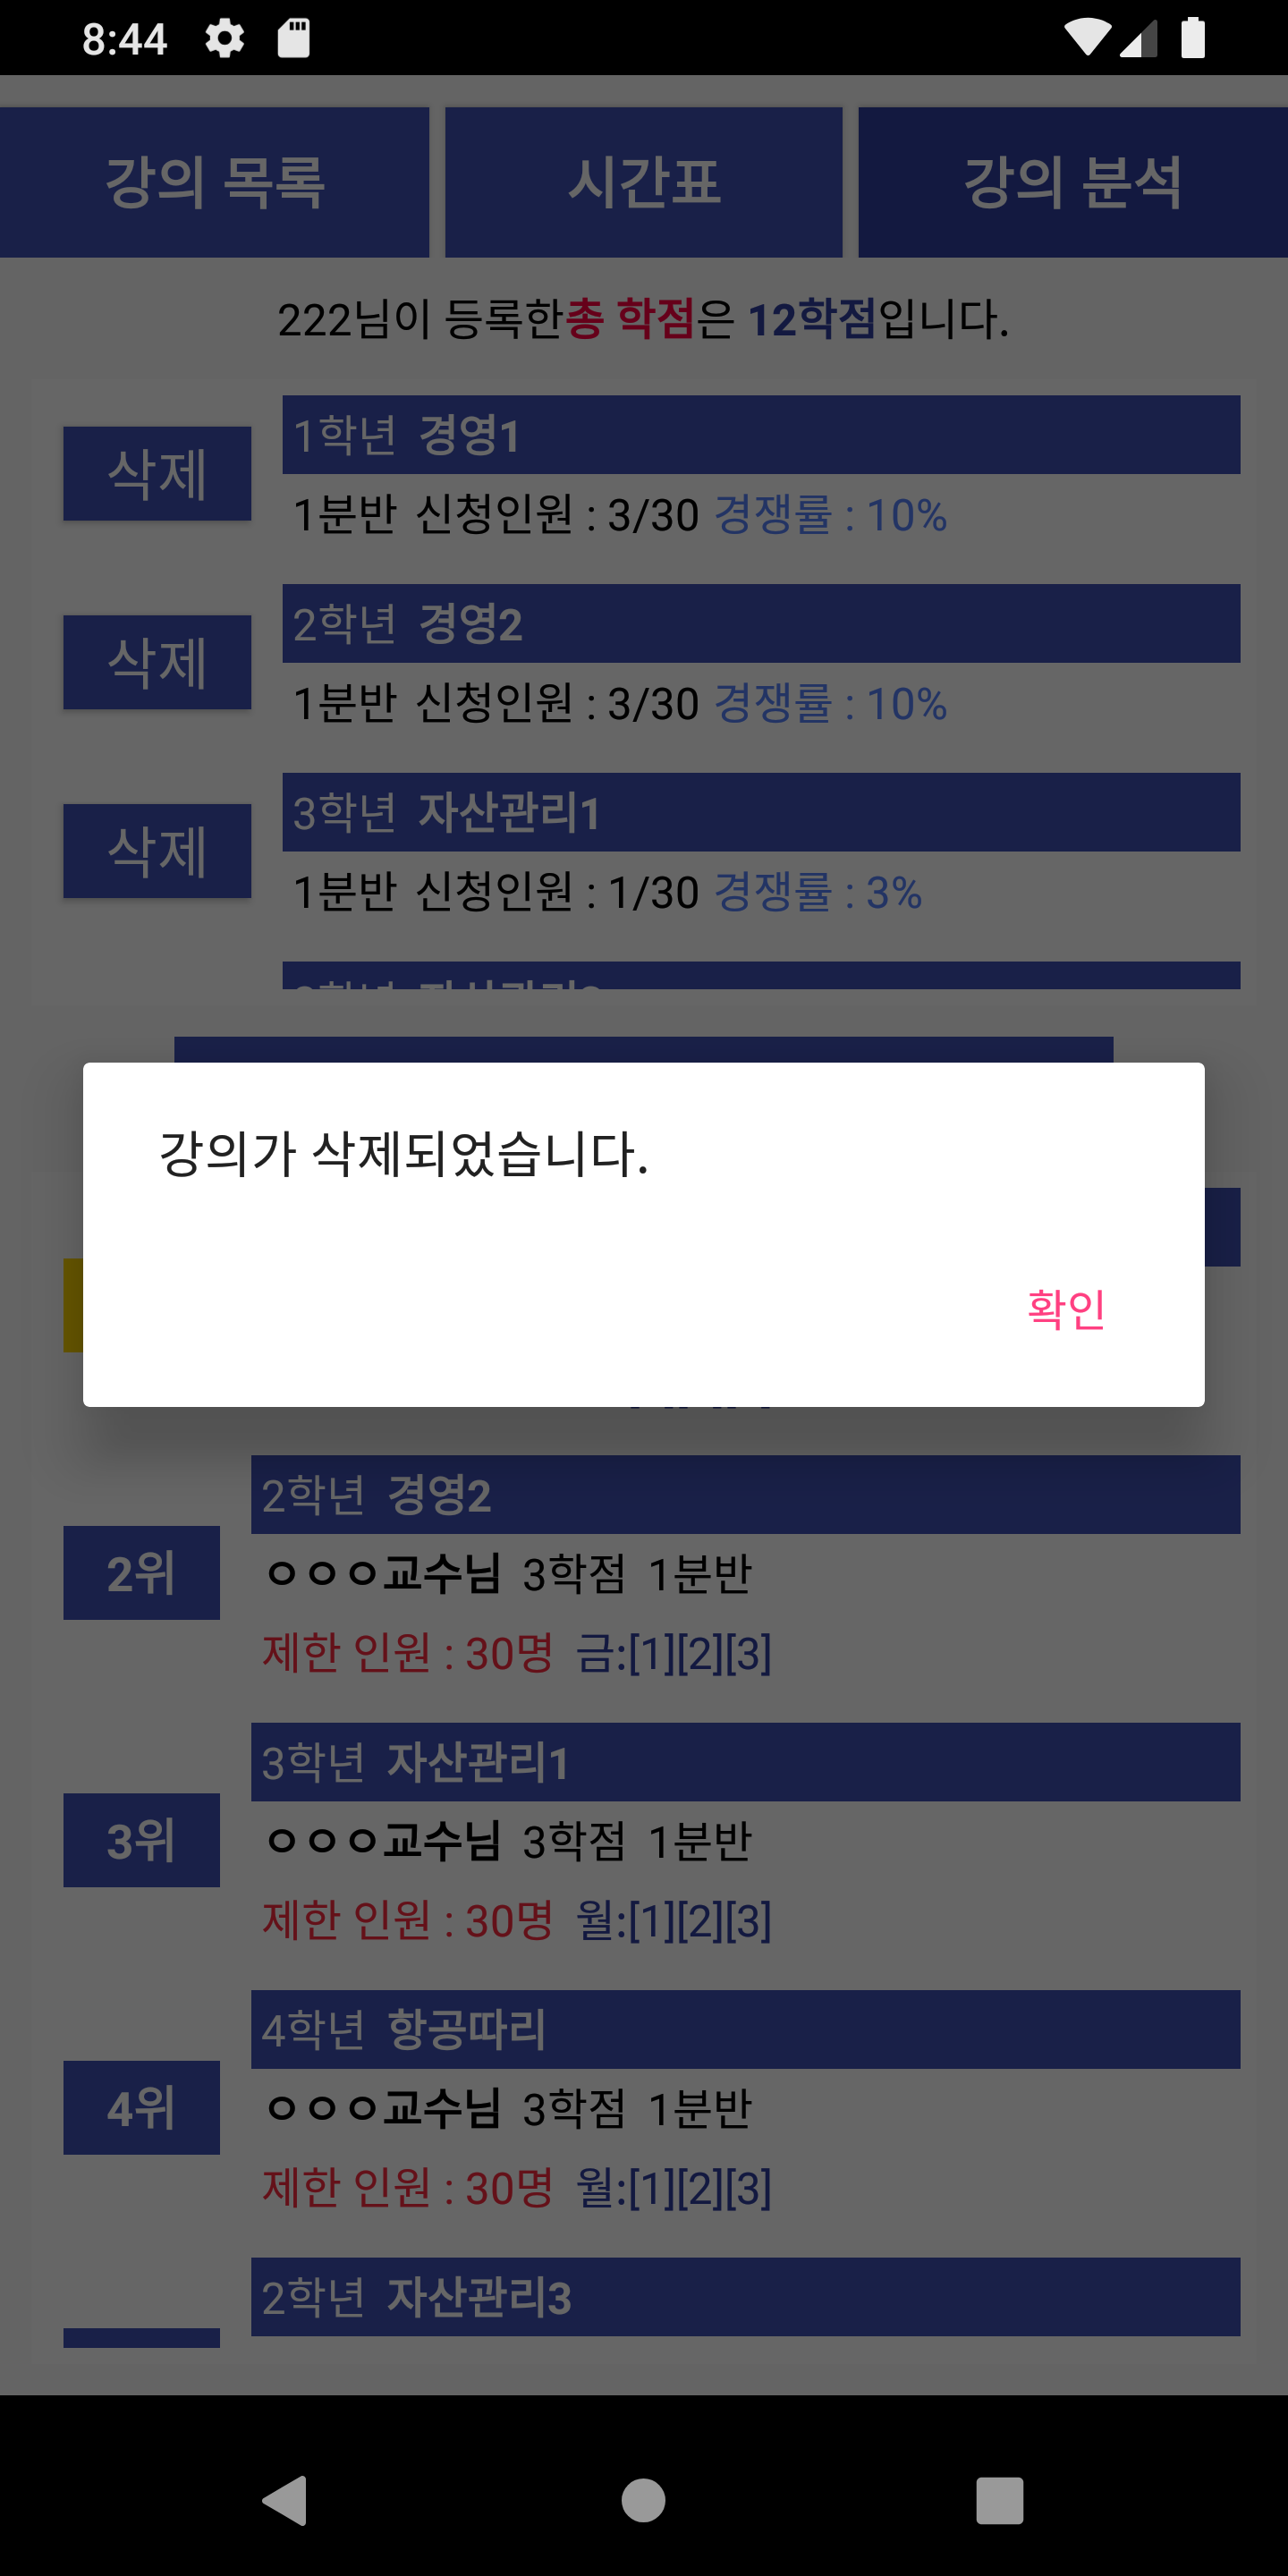 8:44
강의 목록
시간표
강의 분석
222님이 등록한총 학점은 12학점입니다.
삭제
1학년 경영1
1분반 신청인원 : 3/30 경쟁률 : 10%
삭제
2학년 경영2
1분반 신청인원 : 3/30 경쟁률 : 10%
삭제
3학년 자산관리1
1분반 신청인원 : 1/30 경쟁률 : 3%
강의가 삭제되었습니다.
확인
2학년 경영2
2위
ㅇㅇㅇ교수님 3학점 1분반
제한 인원 : 30명 금:[1][2][3]
3학년 자산관리1
3위
ㅇㅇㅇ교수님 3학점 1분반
제한 인원 : 30명 월:[1][2][3]
4학년 항공따리
4위
ㅇㅇㅇ교수님 3학점 1분반
제한 인원 : 30명 월:[1][2][3]
2학년 자산관리3